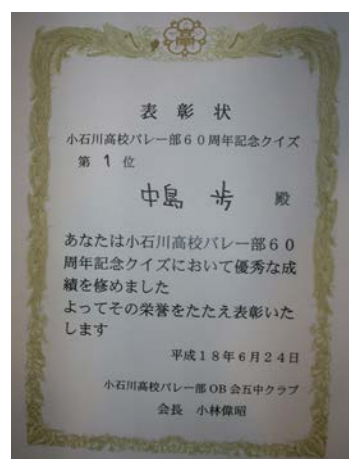 表彰状
小石川高校バレー部６０周年記念クイズ
第 1 位
中島 歩 殿
あなたは小石川高校バレー部６０
周年記念クイズにおいて優秀な成
績を修めました
よってその栄誉をたたえ表彰いた
します
平成１８年６月２４日
小石川高校バレー部ＯＢ会五中クラブ
会長 小林偉昭